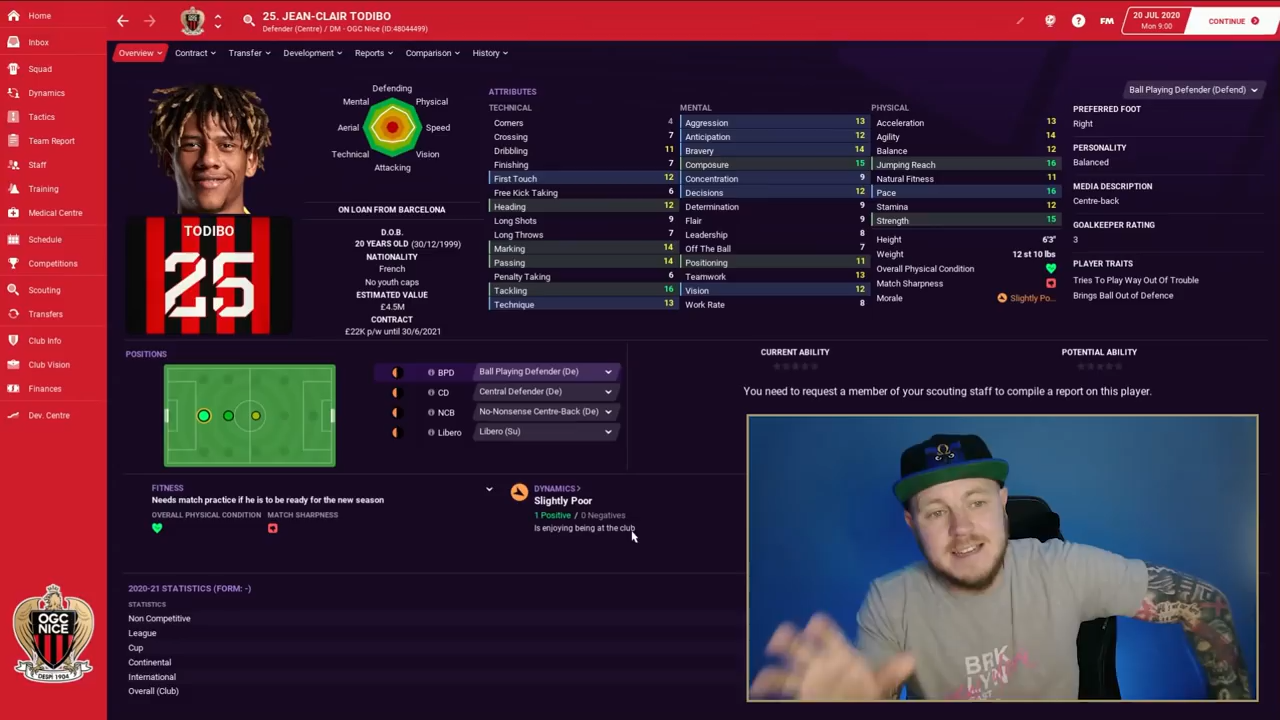 Home
Inbox
Squad
Dynamics
Tactics
Team Report
Staff
Training
Medical Centre
Schedule
Competitions
Scouting
Transfers
Club Info
Club Vision
Finances
Dev. Centre
OGC
NICE
DEPUIS 1904
25. JEAN-CLAIR TODIBO
Defender (Centre) / DM - OGC Nice (ID:48044499)
FM
20 JUL 2020
Mon 9:00
CONTINUE
Overview
Contract
Transfer
Development
Reports
Comparison
History
Defending
Mental
Physical
Aerial
Speed
Technical
Vision
Attacking
TODIBO
25
ON LOAN FROM BARCELONA
D.O.B.
20 YEARS OLD (30/12/1999)
NATIONALITY
French
No youth caps
ESTIMATED VALUE
£4.5M
CONTRACT
£22K p/w until 30/6/2021
ATTRIBUTES
TECHNICAL
Corners 4
Crossing 7
Dribbling 11
Finishing 7
First Touch 12
Free Kick Taking 6
Heading 12
Long Shots 9
Long Throws 7
Marking 14
Passing 14
Penalty Taking 6
Tackling 16
Technique 13
MENTAL
Aggression 13
Anticipation 12
Bravery 14
Composure 15
Concentration 9
Decisions 12
Determination 9
Flair 9
Leadership 8
Off The Ball 7
Positioning 11
Teamwork 13
Vision 12
Work Rate 8
PHYSICAL
Acceleration 13
Agility 14
Balance 12
Jumping Reach 16
Natural Fitness 11
Pace 16
Stamina 12
Strength 15
Height 6'3"
Weight 12 st 10 lbs
Overall Physical Condition
Match Sharpness
Morale Slightly Po...
Ball Playing Defender (Defend)
PREFERRED FOOT
Right
PERSONALITY
Balanced
MEDIA DESCRIPTION
Centre-back
GOALKEEPER RATING
3
PLAYER TRAITS
Tries To Play Way Out Of Trouble
Brings Ball Out of Defence
POSITIONS
BPD Ball Playing Defender (De)
CD Central Defender (De)
NCB No-Nonsense Centre-Back (De)
Libero Libero (Su)
CURRENT ABILITY
POTENTIAL ABILITY
You need to request a member of your scouting staff to compile a report on this player.
FITNESS
Needs match practice if he is to be ready for the new season
OVERALL PHYSICAL CONDITION MATCH SHARPNESS
DYNAMICS>
Slightly Poor
1 Positive / 0 Negatives
Is enjoying being at the club
2020-21 STATISTICS (FORM: -)
STATISTICS
Non Competitive
League
Cup
Continental
International
Overall (Club)
BRK
LYN